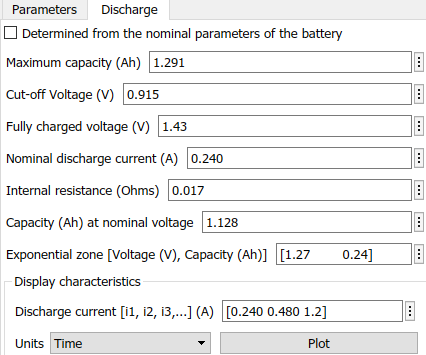 Parameters Discharge
Determined from the nominal parameters of the battery
Maximum capacity (Ah) 1.291
Cut-off Voltage (V) 0.915
Fully charged voltage (V) 1.43
Nominal discharge current (A) 0.240
Internal resistance (Ohms) 0.017
Capacity (Ah) at nominal voltage 1.128
Exponential zone [Voltage (V), Capacity (Ah)] [1.27 0.24]
Display characteristics
Discharge current [i1, i2, i3,...] (A) [0.240 0.480 1.2]
Units Time Plot